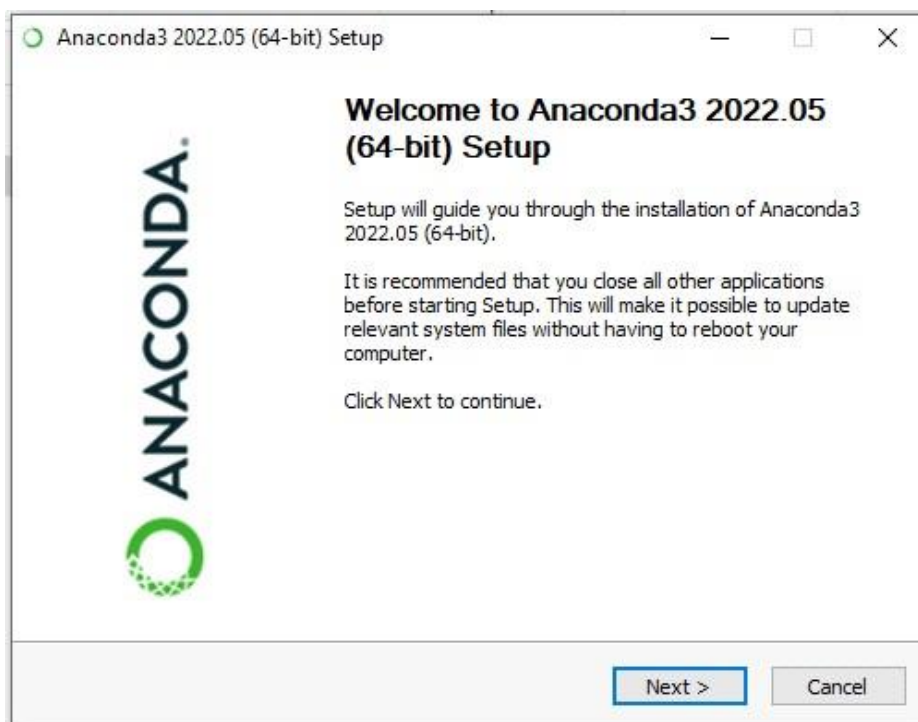 Anaconda3 2022.05 (64-bit) Setup
Welcome to Anaconda3 2022.05
(64-bit) Setup
ANACONDA.
Setup will guide you through the installation of Anaconda3
2022.05 (64-bit).
It is recommended that you close all other applications
before starting Setup. This will make it possible to update
relevant system files without having to reboot your
computer.
Click Next to continue.
Next >
Cancel